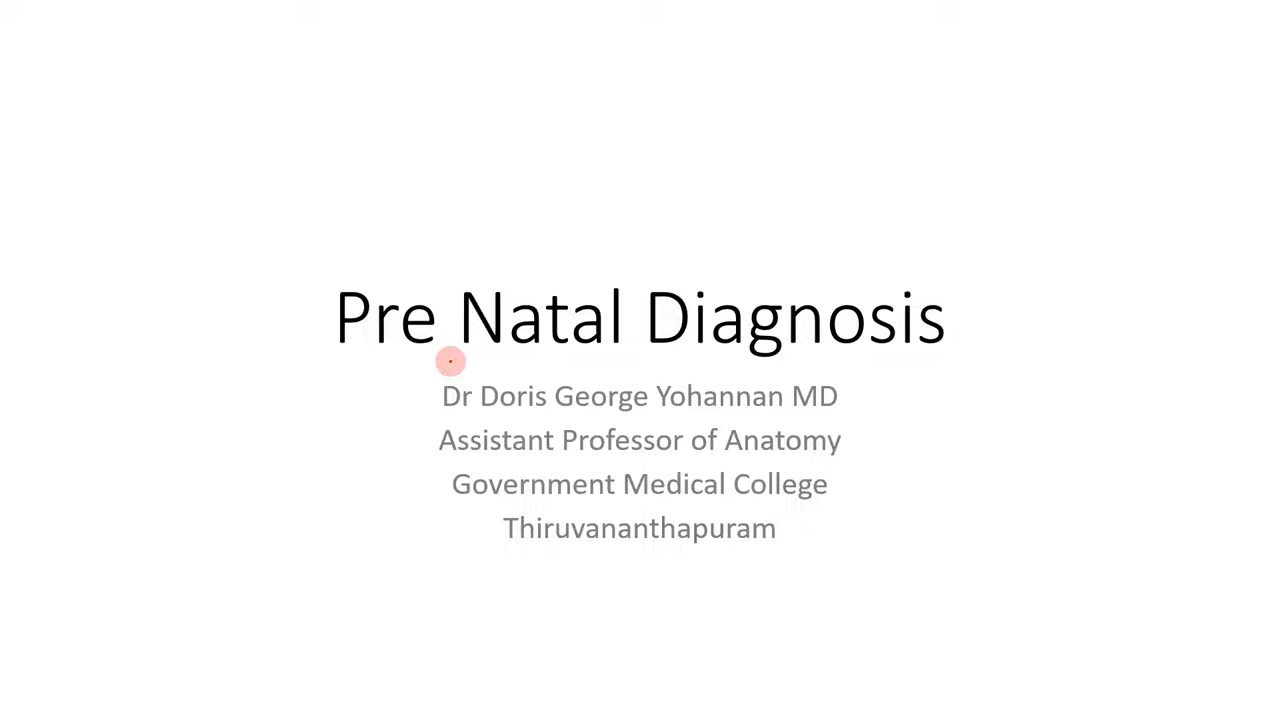 Pre Natal Diagnosis
Dr Doris George Yohannan MD
Assistant Professor of Anatomy
Government Medical College
Thiruvananthapuram